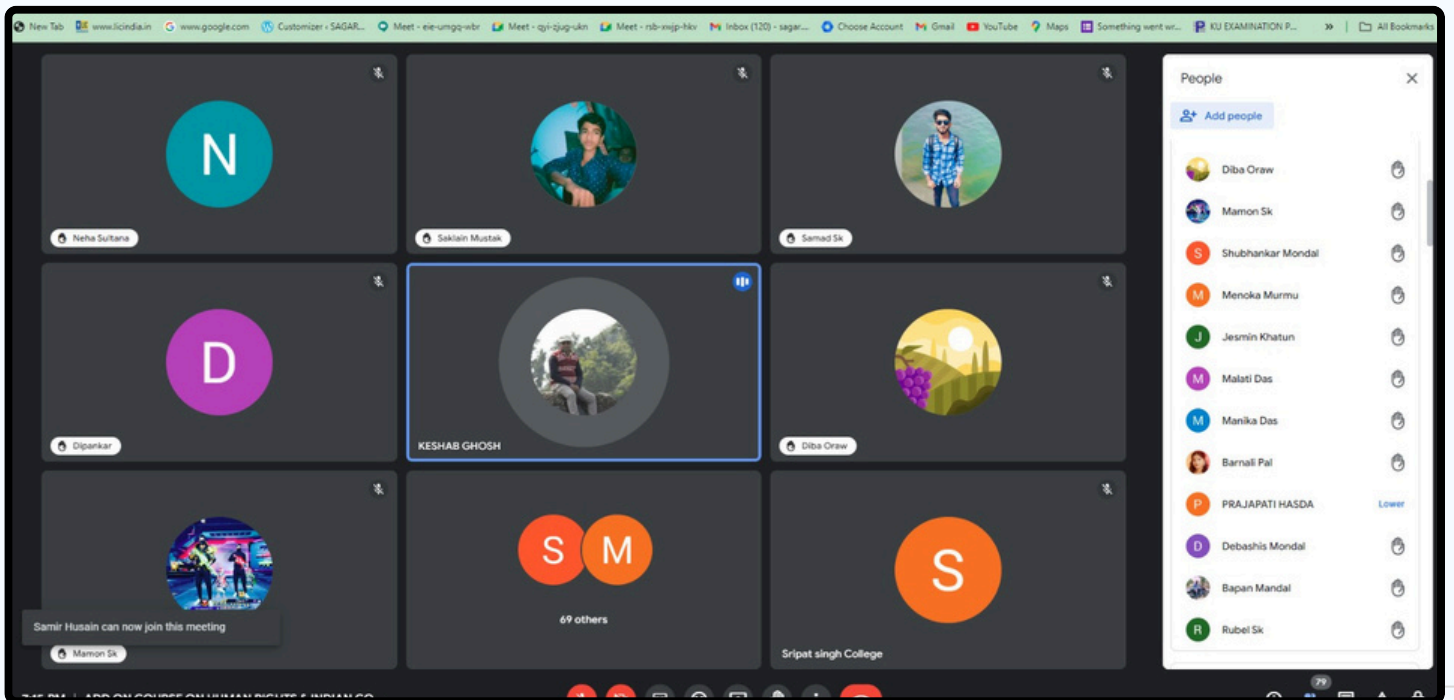 New Tab www.licindia.in www.google.com Customizer ‹ SAGAR... Meet - eie-umgq-wbr Meet - qyi-zjug-ukn Meet - rsb-xwjp-hkv Inbox (120) - sagar.... Choose Account Gmail YouTube Maps Something went wr... KU EXAMINATION P... » All Bookmarks
N
Neha Sultana
Saklain Mustak
Samad Sk
D
Dipankar
KESHAB GHOSH
Diba Oraw
Samir Husain can now join this meeting
Mamon Sk
S M
69 others
S
Sripat singh College
People
Add people
Diba Oraw
Mamon Sk
S Shubhankar Mondal
M Menoka Murmu
J Jesmin Khatun
M Malati Das
M Manika Das
Barnali Pal
P PRAJAPATI HASDA Lower
D Debashis Mondal
Bapan Mandal
R Rubel Sk
7:15 PM | ADD ON COURSE ON HUMAN RIGHTS & INDIAN CO...
79